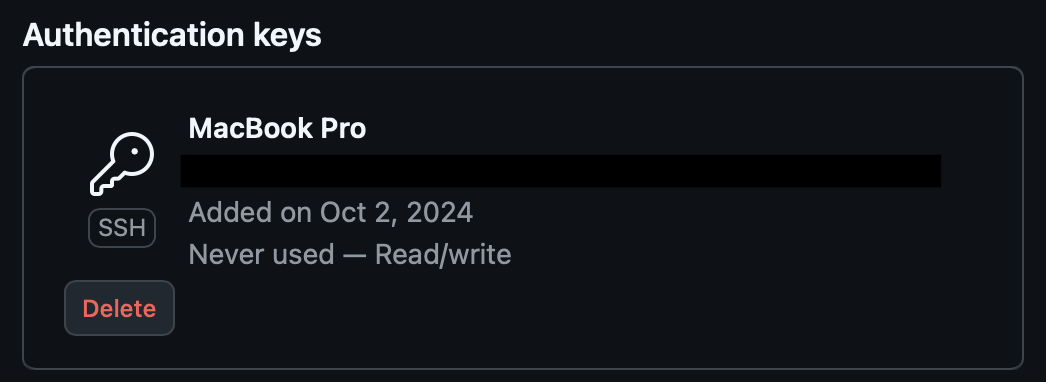 Authentication keys
MacBook Pro
SSH
Added on Oct 2, 2024
Never used — Read/write
Delete